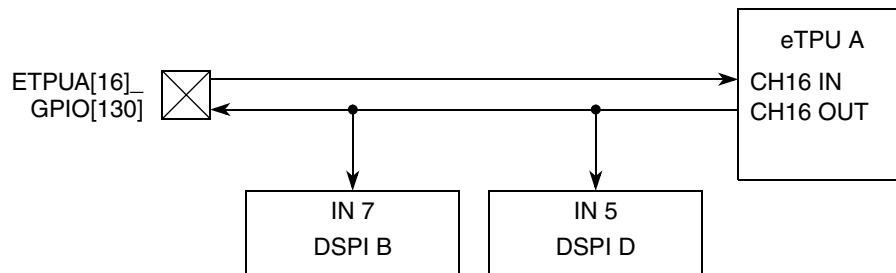 eTPU A
ETPUA[16]_
GPIO[130]
CH16 IN
CH16 OUT
IN 7
DSPI B
IN 5
DSPI D